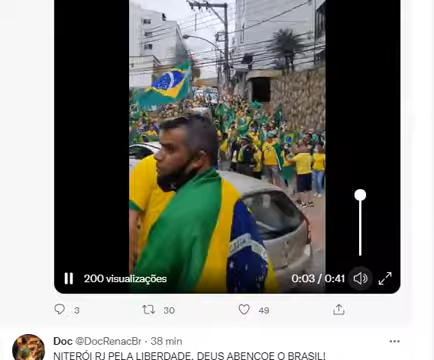 200 visualizações
0:03 / 0:41
3 30 49
Doc @DocRenacBr · 38 min
NITERÓI RJ PELA LIBERDADE. DEUS ABENÇOE O BRASIL!